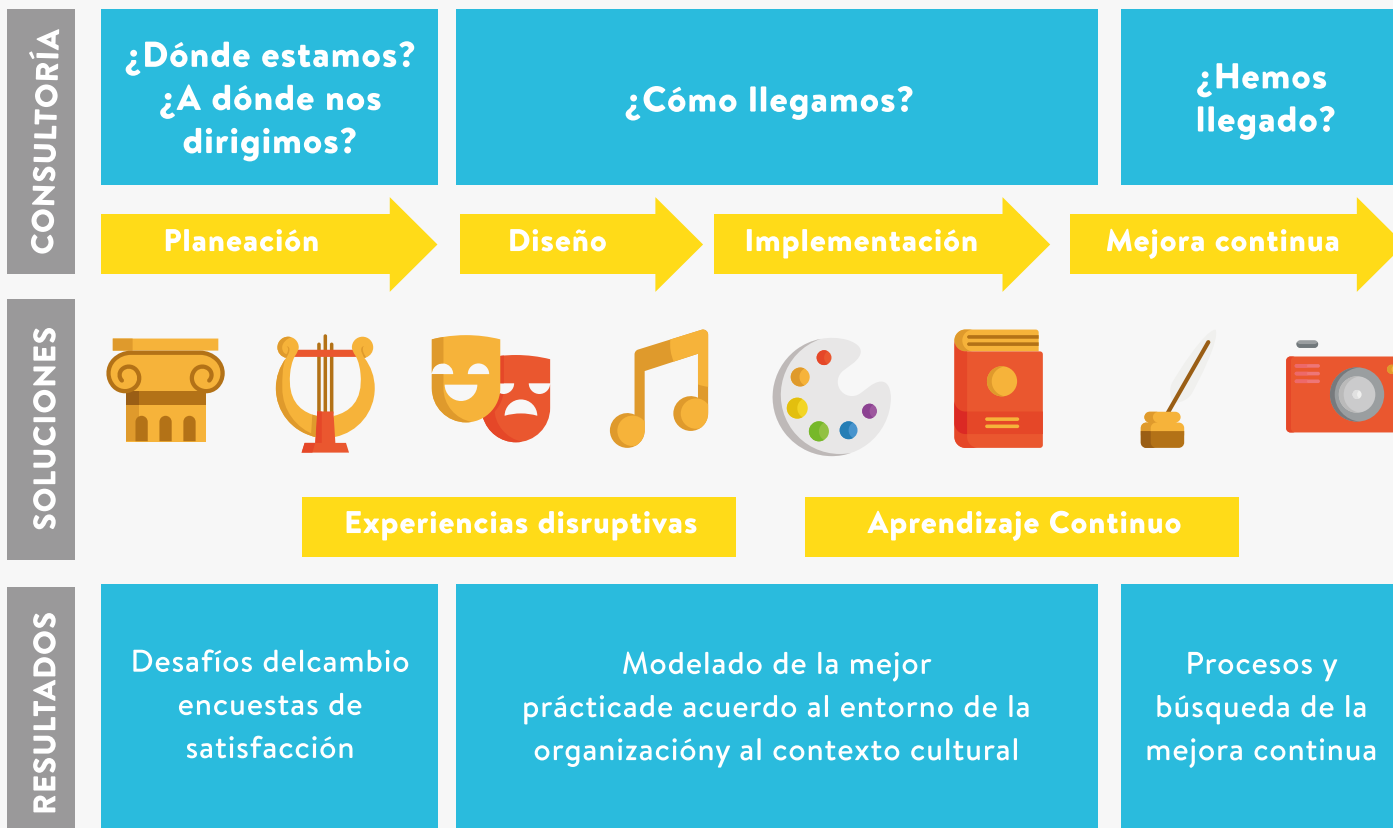 CONSULTORÍA
¿Dónde estamos?
¿A dónde nos
dirigimos?
¿Cómo llegamos?
¿Hemos
llegado?
Planeación
Diseño
Implementación
Mejora continua
SOLUCIONES
Experiencias disruptivas
Aprendizaje Continuo
RESULTADOS
Desafíos delcambio
encuestas de
satisfacción
Modelado de la mejor
prácticade acuerdo al entorno de la
organizacióny al contexto cultural
Procesos y
búsqueda de la
mejora continua